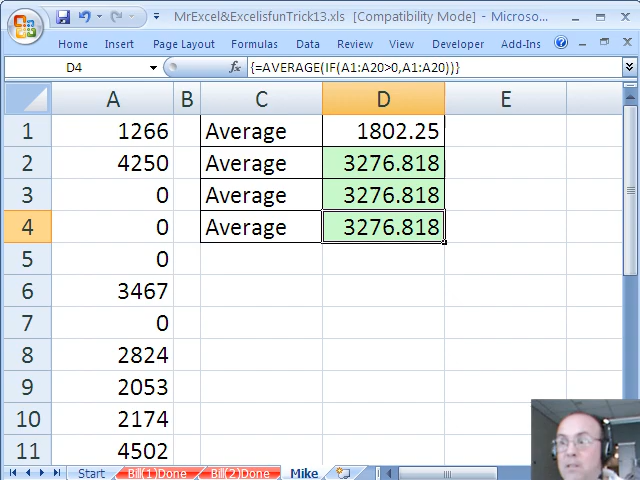 MrExcel&ExcelisfunTrick13.xls [Compatibility Mode] - Microso...
Home Insert Page Layout Formulas Data Review View Developer Add-Ins
D4 fx {=AVERAGE(IF(A1:A20>0,A1:A20))}
A B C D E
1 1266 Average 1802.25
2 4250 Average 3276.818
3 0 Average 3276.818
4 0 Average 3276.818
5 0
6 3467
7 0
8 2824
9 2053
10 2174
11 4502
Start Bill(1)Done Bill(2)Done Mike